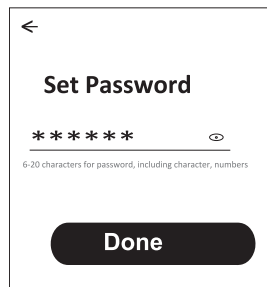 Set Password
******
6-20 characters for password, including character, numbers
Done